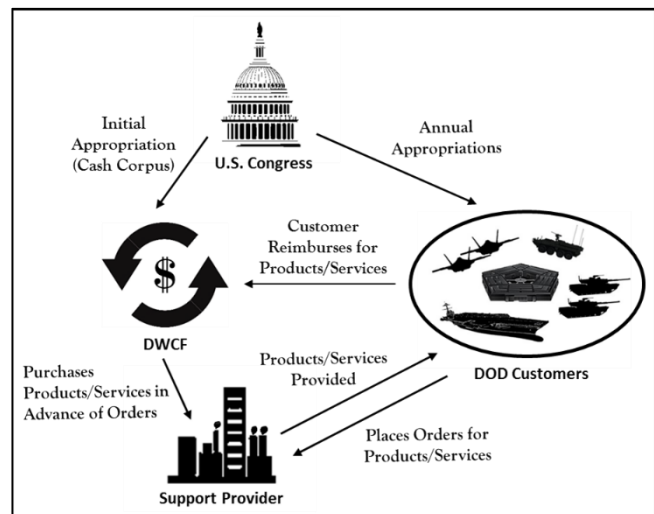 Initial
Appropriation
(Cash Corpus)
U.S. Congress
Annual
Appropriations
Customer
Reimburses for
Products/Services
$
DWCF
DOD Customers
Purchases
Products/Services in
Advance of Orders
Products/Services
Provided
Places Orders for
Products/Services
Support Provider